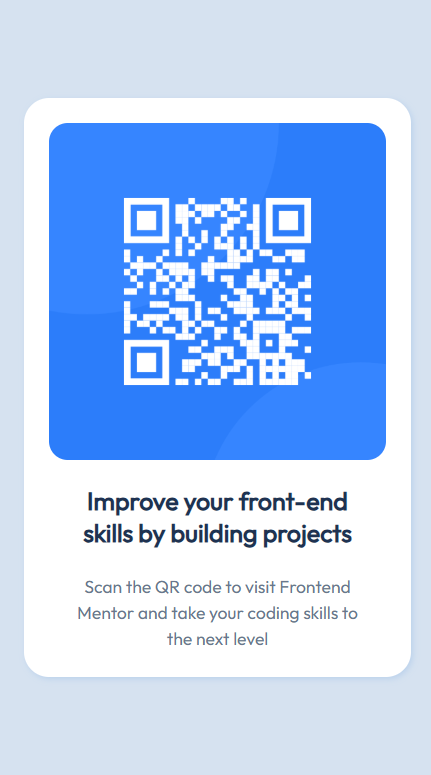 Improve your front-end
skills by building projects
Scan the QR code to visit Frontend
Mentor and take your coding skills to
the next level